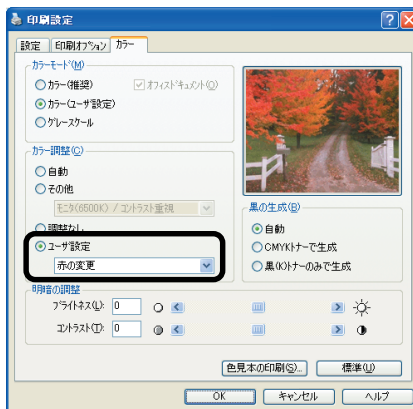 印刷設定
設定 印刷オプション カラー
カラーモード(M)
カラー(推奨) オフィスドキュメント(O)
カラー(ユーザ設定)
グレースケール
カラー調整(C)
自動
その他
モニタ(6500K) / コントラスト重視
調整なし
ユーザ設定
赤の変更
黒の生成(B)
自動
CMYKトナーで生成
黒(K)トナーのみで生成
明暗の調整
ブライトネス(L): 0
コントラスト(T): 0
色見本の印刷(S)... 標準(U)
OK キャンセル ヘルプ